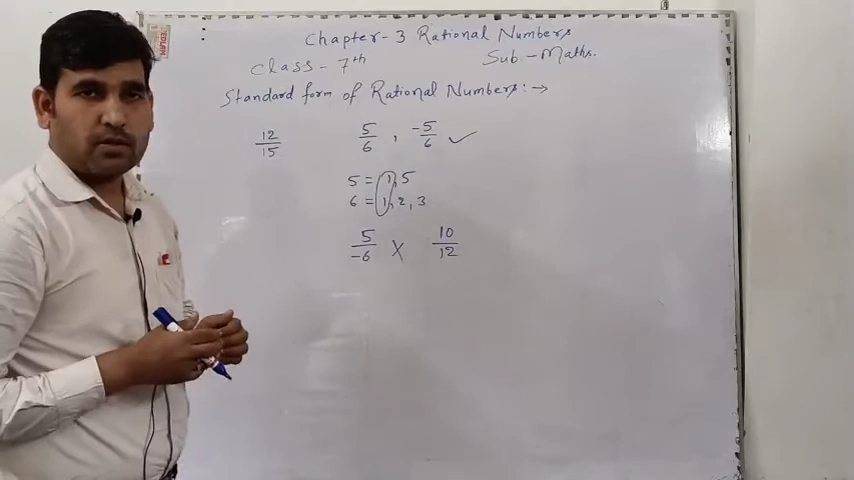 Chapter-3 Rational Numbers
Class-7th Sub.-Maths.
Standard form of Rational Numbers:→
12/15 5/6 , -5/6 ✓
5 = 1, 5
6 = 1, 2, 3
5/-6 X 10/12